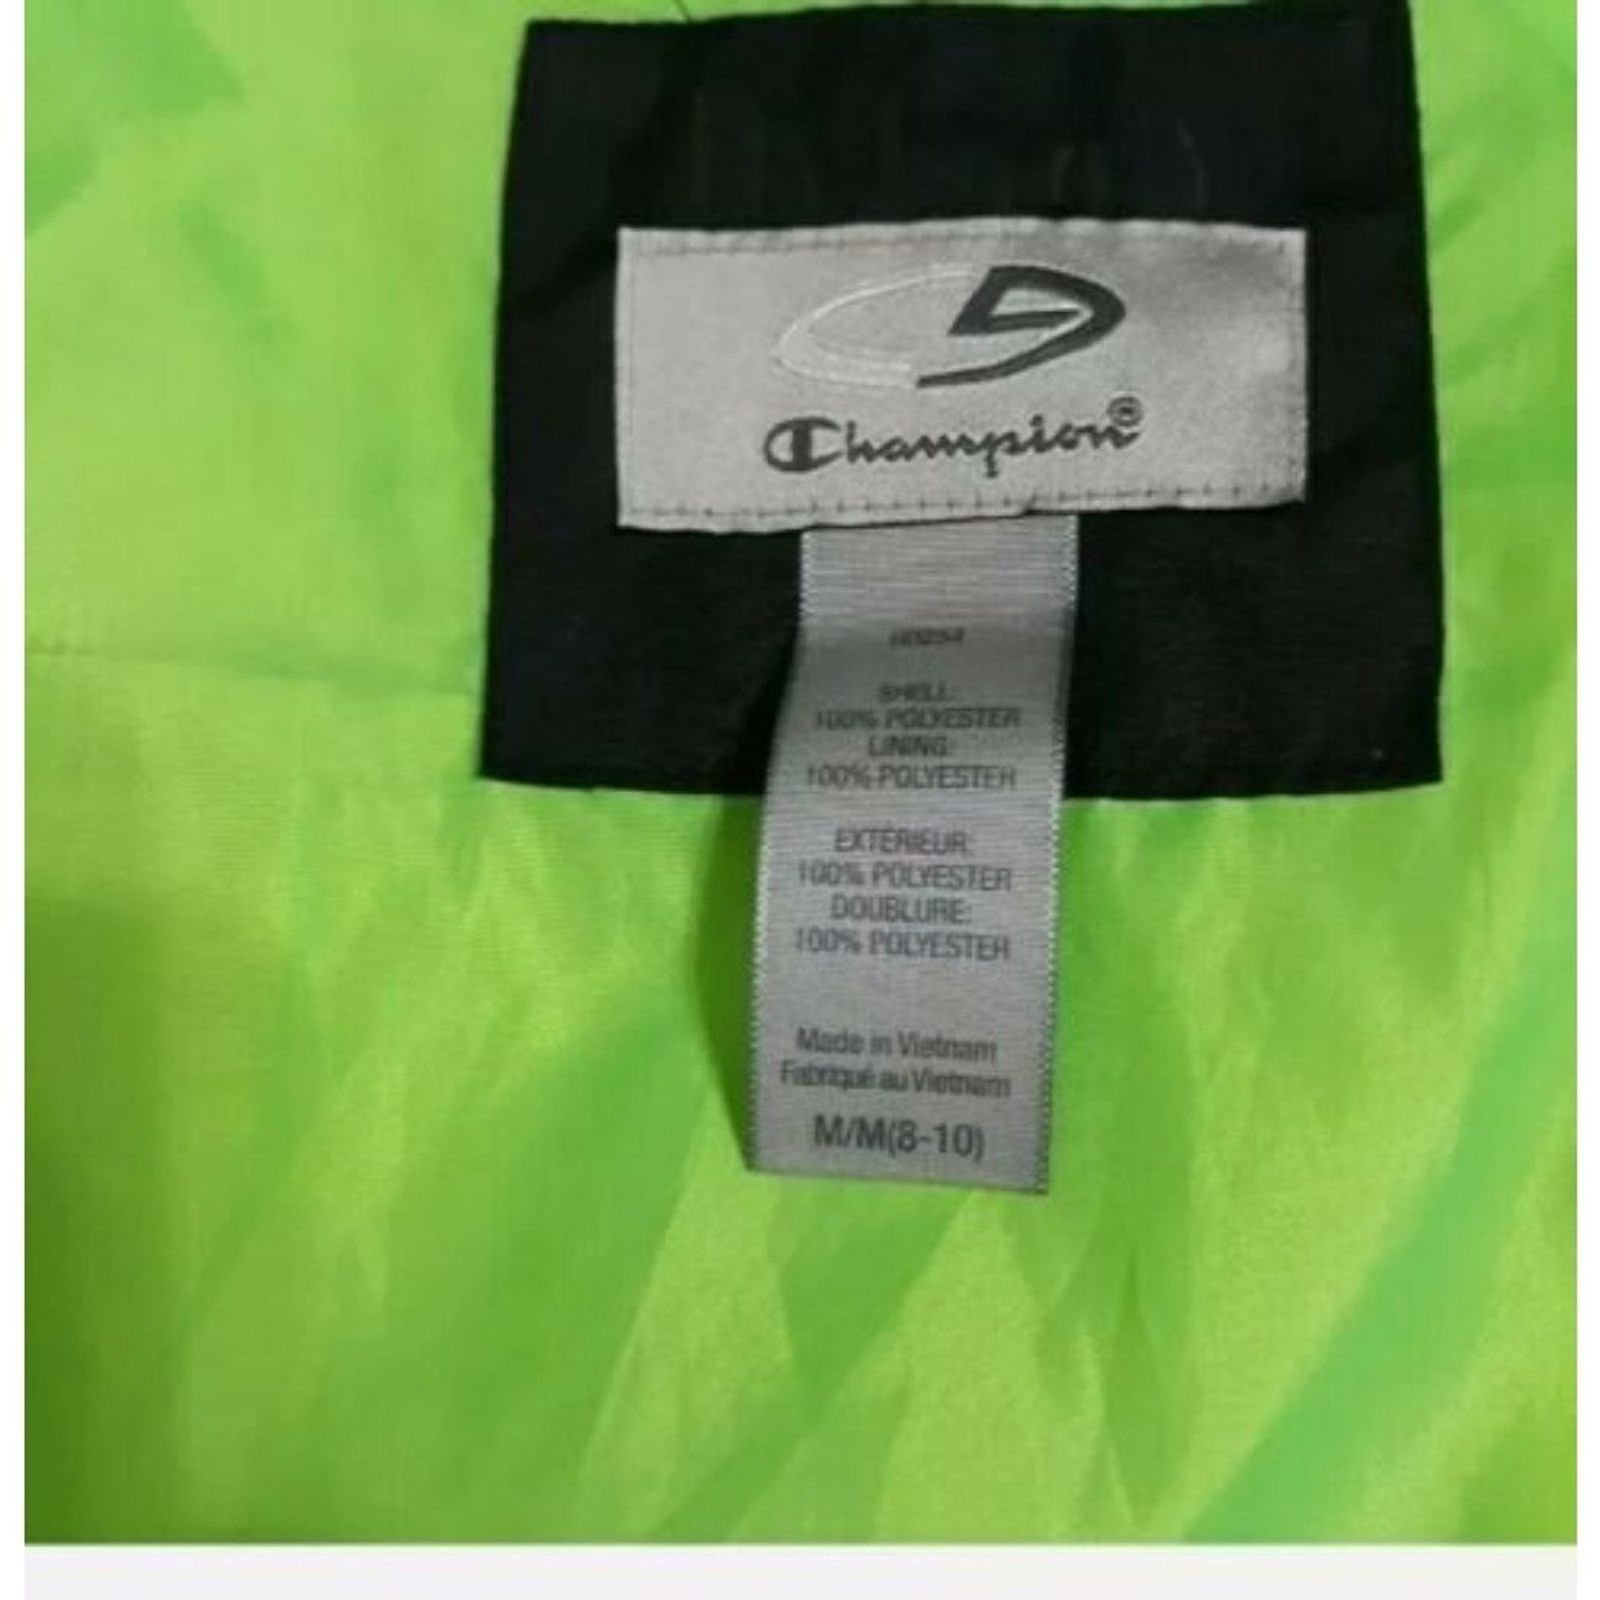 Champion®
SHELL:
100% POLYESTER
LINING:
100% POLYESTER
EXTÉRIEUR:
100% POLYESTER
DOUBLURE:
100% POLYESTER
Made in Vietnam
Fabriqué au Vietnam
M/M(8-10)